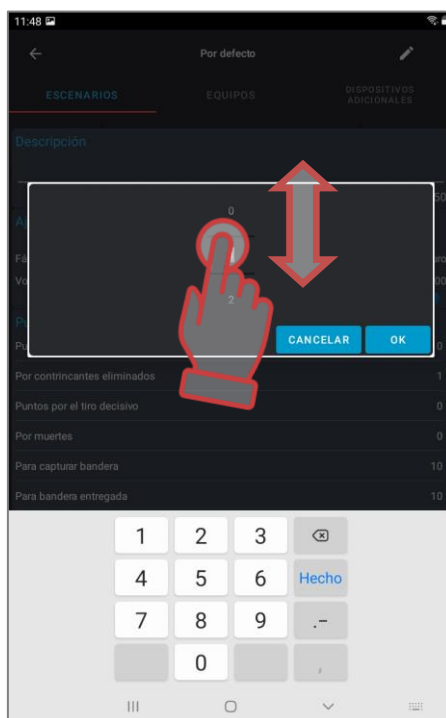 11:48
Por defecto
ESCENARIOS
EQUIPOS
DISPOSITIVOS
ADICIONALES
Descripción
50
0
2
CANCELAR
OK
0
Por contrincantes eliminados
1
Puntos por el tiro decisivo
0
Por muertes
0
Para capturar bandera
10
Para bandera entregada
10
1
2
3
4
5
6
Hecho
7
8
9
.-
0
,